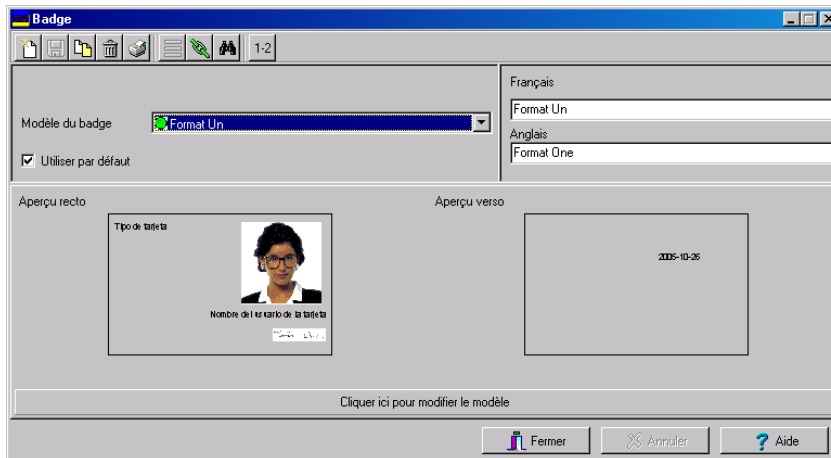 Badge
1-2
Français
Format Un
Modèle du badge
Format Un
Anglais
Format One
Utiliser par défaut
Aperçu recto
Aperçu verso
Tipo de tarjeta
2005-10-26
Nombre del usuario de la tarjeta
Cliquer ici pour modifier le modèle
Fermer
Annuler
Aide